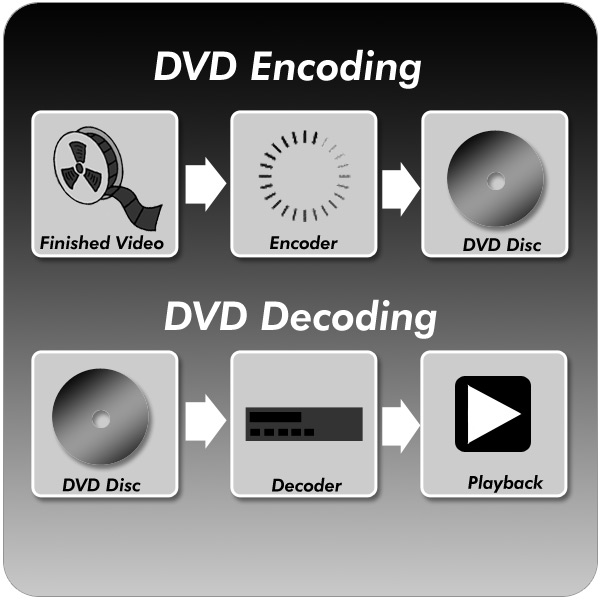 DVD Encoding
Finished Video
Encoder
DVD Disc
DVD Decoding
DVD Disc
Decoder
Playback